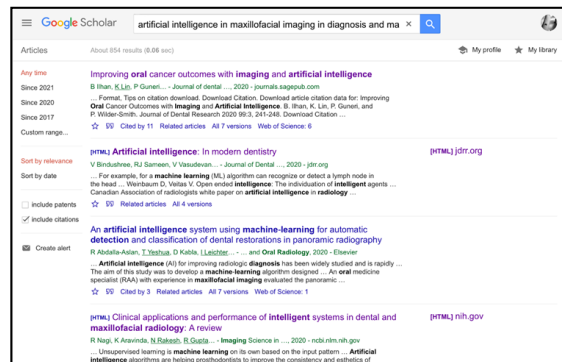 Google Scholar
artificial intelligence in maxillofacial imaging in diagnosis and ma ×
Articles
About 854 results (0.06 sec)
My profile
My library
Any time
Since 2021
Since 2020
Since 2017
Custom range...
Sort by relevance
Sort by date
include patents
include citations
Create alert
Improving oral cancer outcomes with imaging and artificial intelligence
B Ilhan, K Lin, P Guneri... - Journal of dental ..., 2020 - journals.sagepub.com
... Format, Tips on citation download. Download Citation. Download article citation data for: Improving
Oral Cancer Outcomes with Imaging and Artificial Intelligence. B. Ilhan, K. Lin, P. Guneri, and
P. Wilder-Smith. Journal of Dental Research 2020 99:3, 241-248. Download Citation ...
Cited by 11 Related articles All 7 versions Web of Science: 6
[HTML] Artificial intelligence: In modern dentistry
[HTML] jdrr.org
V Bindushree, RJ Sameen, V Vasudevan... - Journal of Dental ..., 2020 - jdrr.org
... For example, for a machine learning (ML) algorithm can recognize or detect a lymph node in
the head ... Weinbaum D, Veitas V. Open ended intelligence: The individuation of intelligent agents ...
Canadian Association of radiologists white paper on artificial intelligence in radiology ...
Related articles All 4 versions
An artificial intelligence system using machine-learning for automatic
detection and classification of dental restorations in panoramic radiography
R Abdalla-Aslan, T Yeshua, D Kabla, I Leichter... - ... and Oral Radiology, 2020 - Elsevier
... Artificial intelligence (AI) for improving radiologic diagnosis has been widely studied and is rapidly ...
The aim of this study was to develop a machine-learning algorithm designed ... An oral medicine
specialist (RAA) with experience in maxillofacial imaging evaluated the panoramic ...
Cited by 3 Related articles All 7 versions Web of Science: 1
[HTML] Clinical applications and performance of intelligent systems in dental and
maxillofacial radiology: A review
[HTML] nih.gov
R Nagi, K Aravinda, N Rakesh, R Gupta... - Imaging Science in ..., 2020 - ncbi.nlm.nih.gov
... Unsupervised learning is machine learning on its own based on the input pattern ... Artificial
intelligence algorithms are helping prosthodontists to improve the consistency and esthetics of